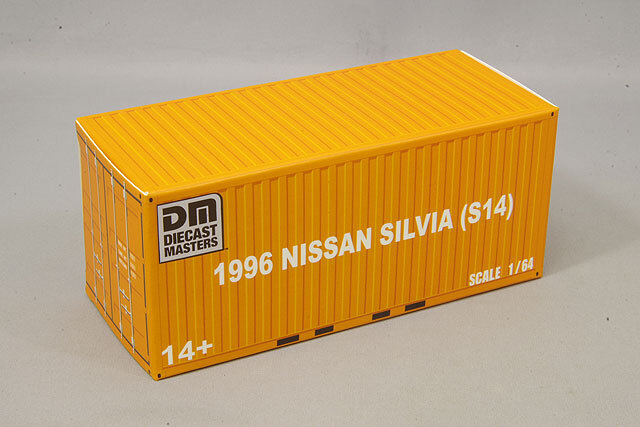 DM
DIECAST
MASTERS
1996 NISSAN SILVIA (S14)
SCALE 1/64
14+